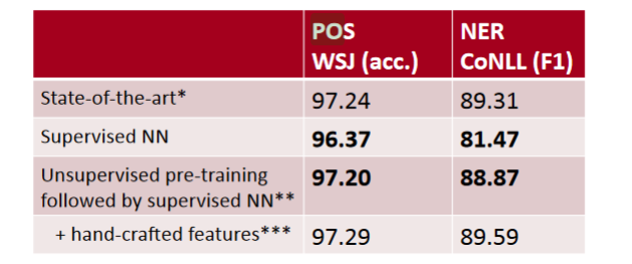 POS NER
WSJ (acc.) CoNLL (F1)
State-of-the-art* 97.24 89.31
Supervised NN 96.37 81.47
Unsupervised pre-training
followed by supervised NN** 97.20 88.87
+ hand-crafted features*** 97.29 89.59